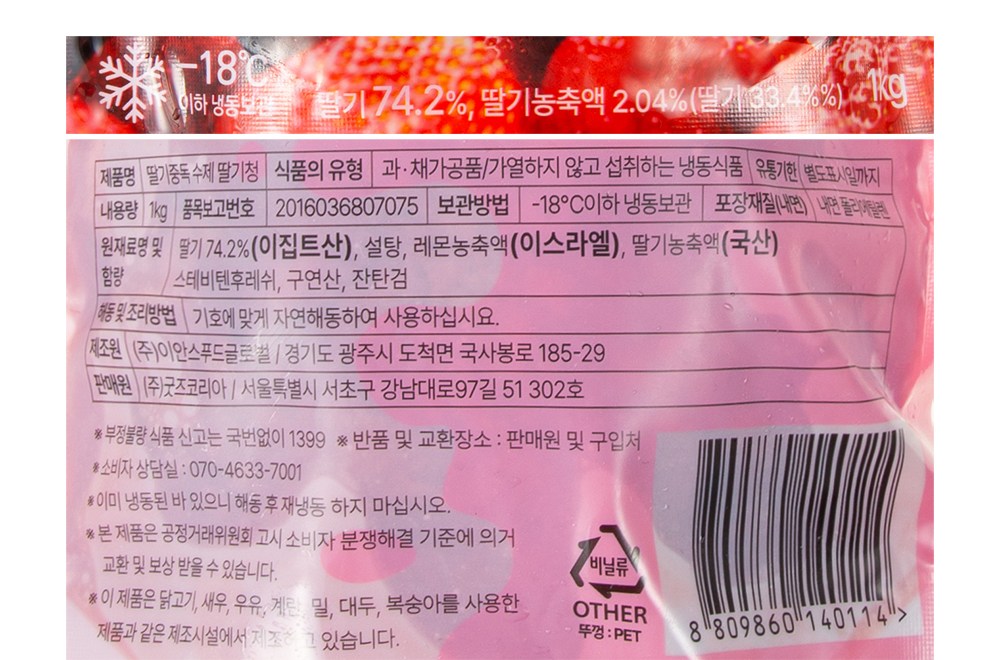 -18℃
이하 냉동보관
딸기 74.2%, 딸기농축액 2.04%(딸기 33.4%%)
1kg
제품명 딸기중독 수제 딸기청 식품의 유형 과·채가공품/가열하지 않고 섭취하는 냉동식품 유통기한 별도표시일까지
내용량 1kg 품목보고번호 2016036807075 보관방법 -18°C이하 냉동보관 포장재질(내면) 내면 폴리에틸렌
원재료명 및 함량 딸기 74.2%(이집트산), 설탕, 레몬농축액(이스라엘), 딸기농축액(국산)
스테비텐후레쉬, 구연산, 잔탄검
해동 및 조리방법 기호에 맞게 자연해동하여 사용하십시요.
제조원 (주)이안스푸드글로벌 / 경기도 광주시 도척면 국사봉로 185-29
판매원 (주)굿즈코리아 / 서울특별시 서초구 강남대로97길 51 302호
※ 부정불량 식품 신고는 국번없이 1399 ※ 반품 및 교환장소 : 판매원 및 구입처
※ 소비자 상담실 : 070-4633-7001
※ 이미 냉동된 바 있으니 해동 후 재냉동 하지 마십시오.
※ 본 제품은 공정거래위원회 고시 소비자 분쟁해결 기준에 의거
교환 및 보상 받을 수 있습니다.
※ 이 제품은 닭고기, 새우, 우유, 계란, 밀, 대두, 복숭아를 사용한
제품과 같은 제조시설에서 제조하고 있습니다.
비닐류
OTHER
뚜껑 : PET
8 809860 140114 >